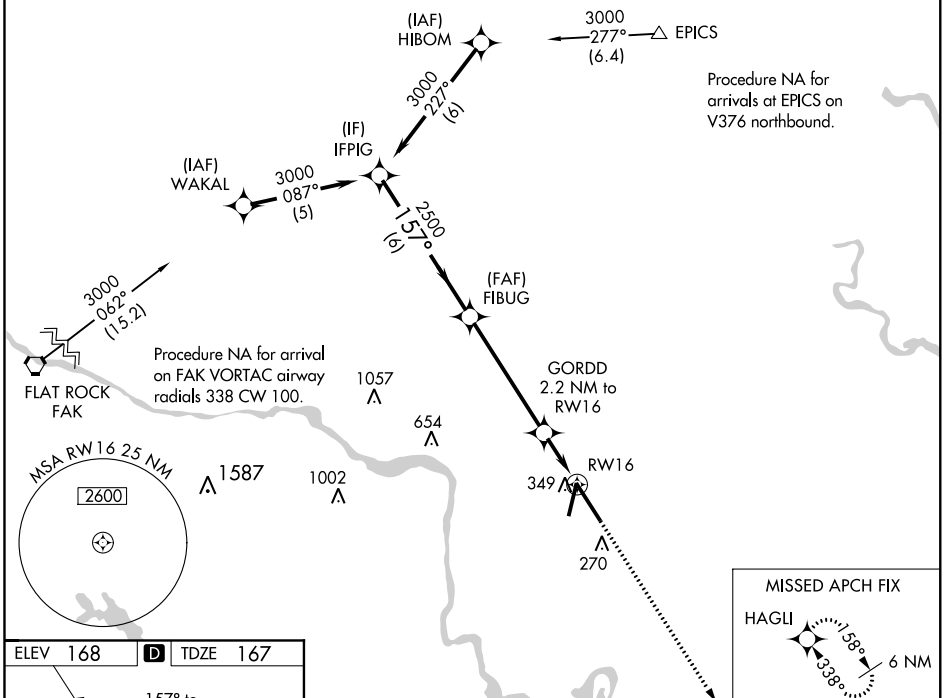 (IAF)
HIBOM
3000
277°
(6.4)
EPICS
3000
227°
(6)
Procedure NA for
arrivals at EPICS on
V376 northbound.
(IF)
IFPIG
(IAF)
WAKAL
3000
087°
(5)
2500
157°
(6)
(FAF)
FIBUG
3000
062°
(15.2)
FLAT ROCK
FAK
Procedure NA for arrival
on FAK VORTAC airway
radials 338 CW 100.
1057
654
GORDD
2.2 NM to
RW16
RW16
349
MSA RW16 25 NM
2600
1587
1002
270
MISSED APCH FIX
HAGLI
158°
338°
6 NM
ELEV 168 D TDZE 167
157° to